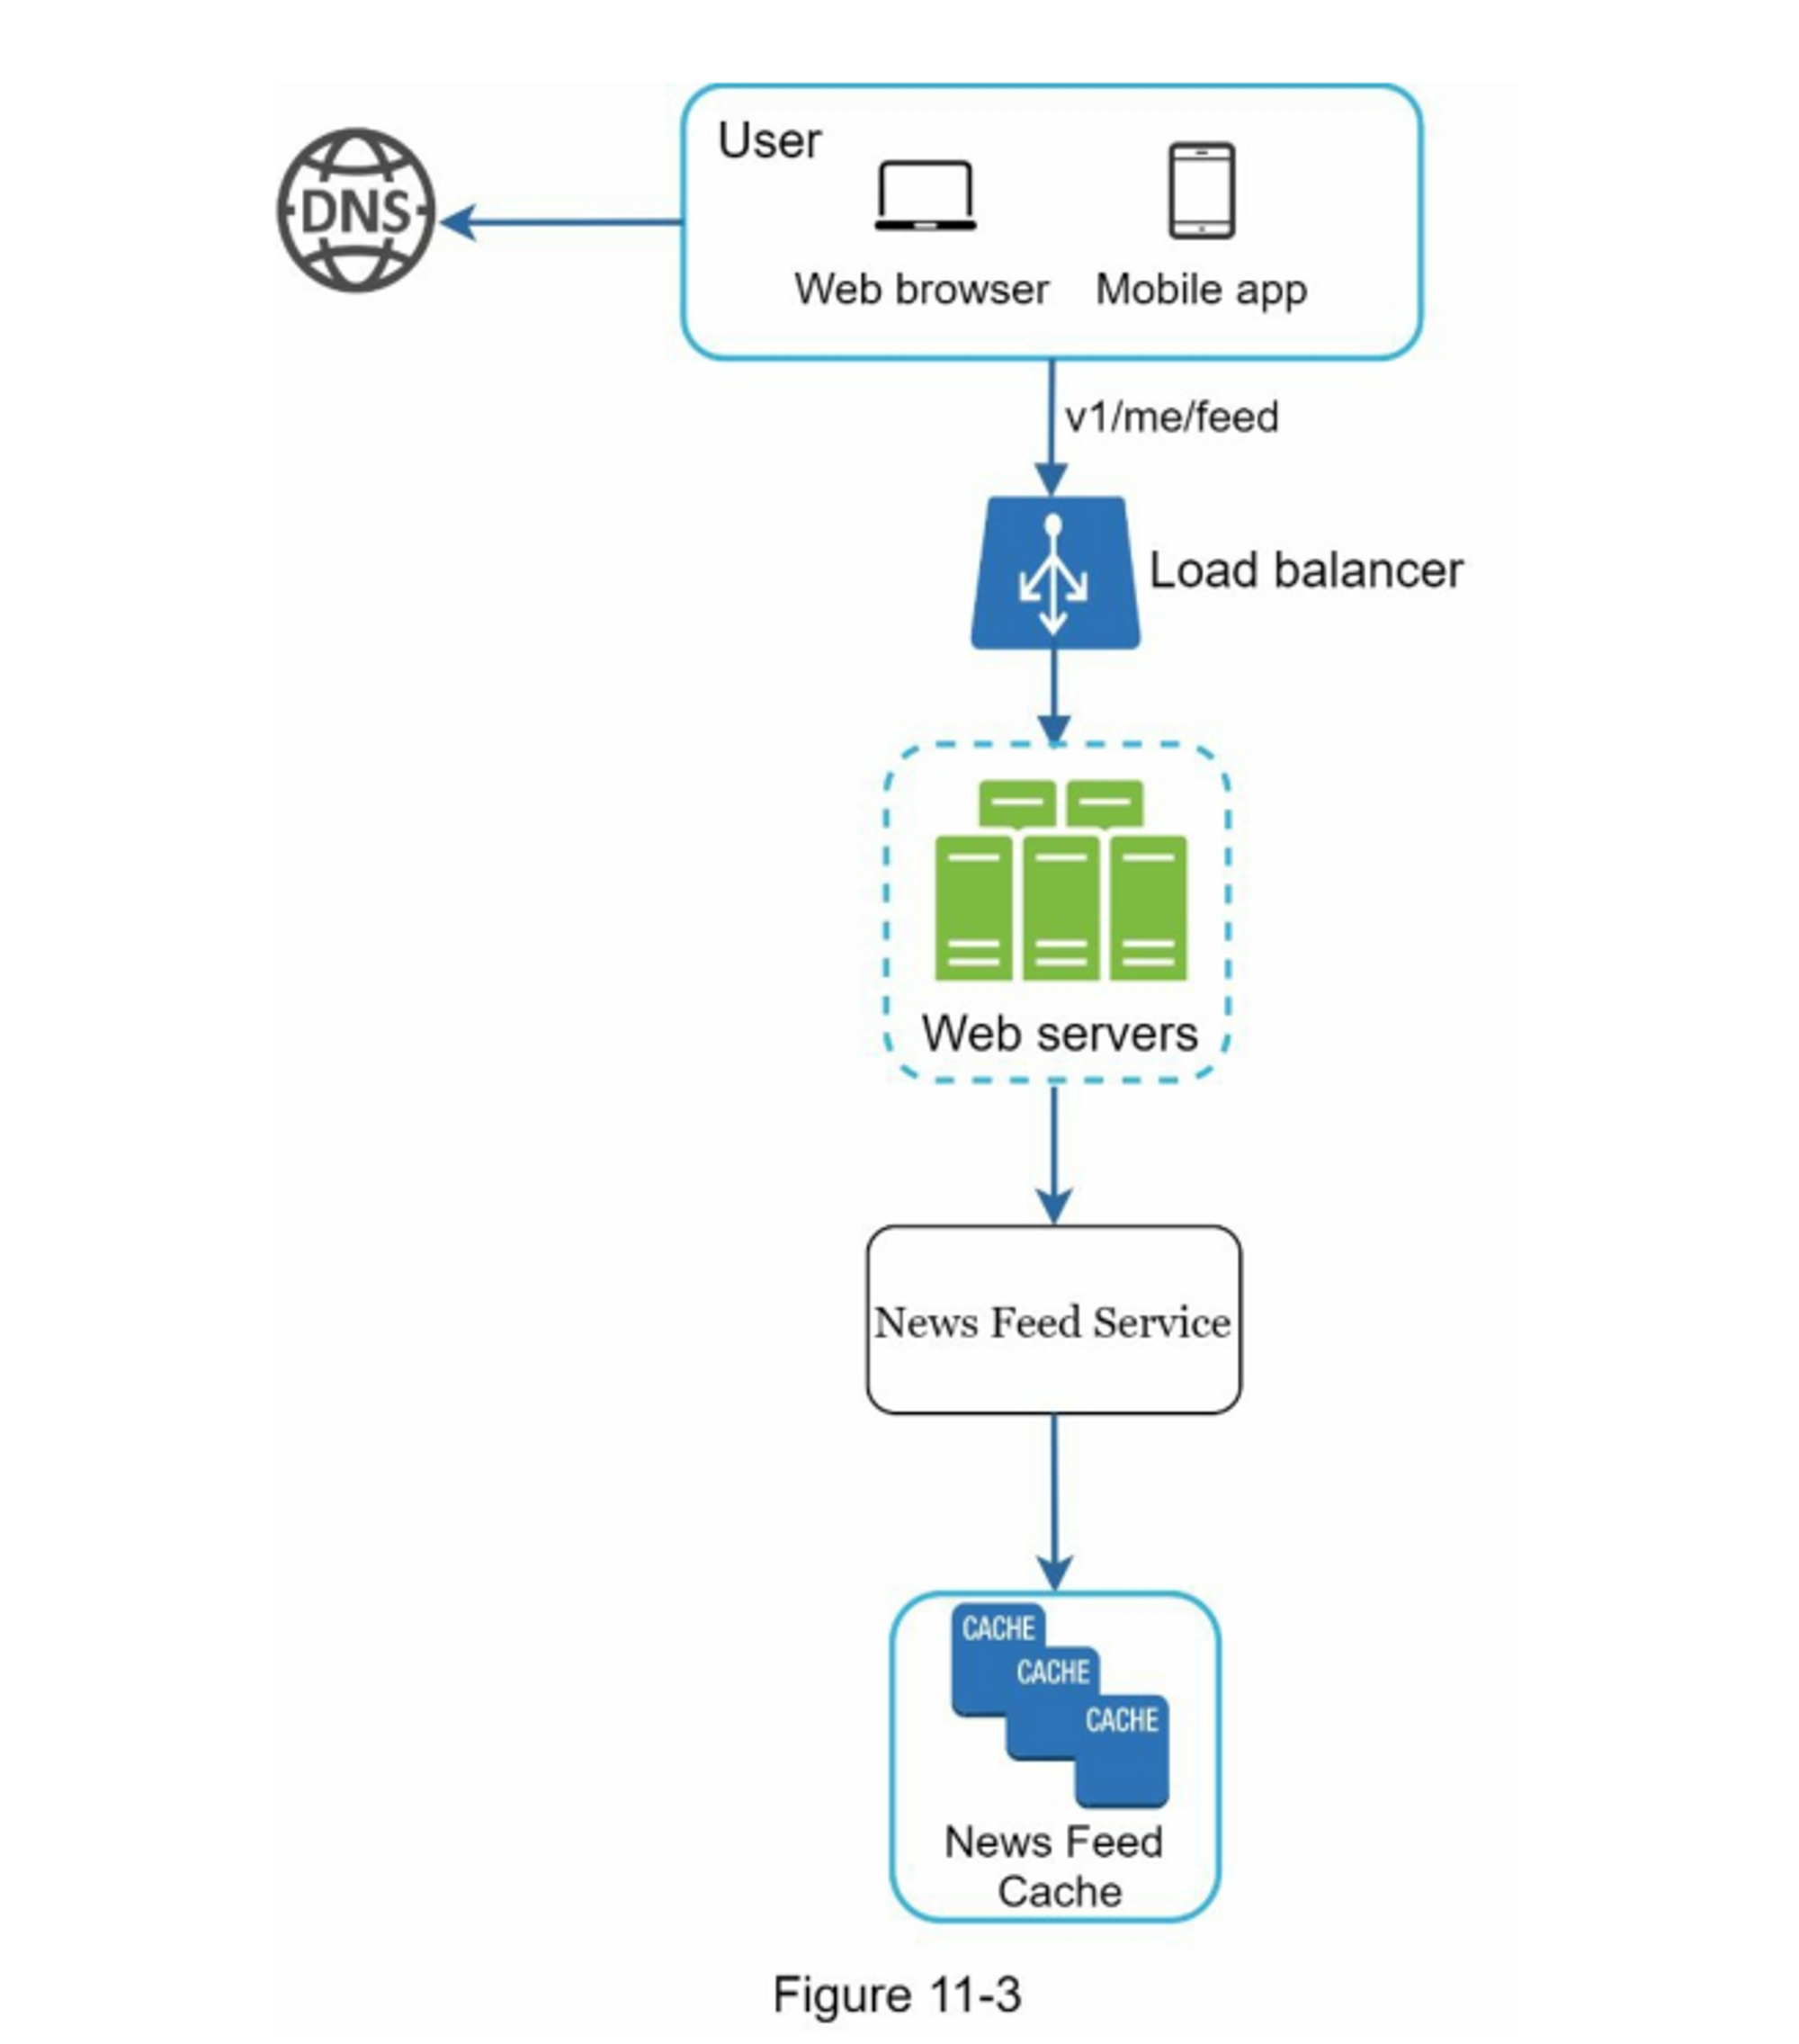 DNS
User
Web browser
Mobile app
v1/me/feed
Load balancer
Web servers
News Feed Service
CACHE
CACHE
CACHE
News Feed
Cache
Figure 11-3